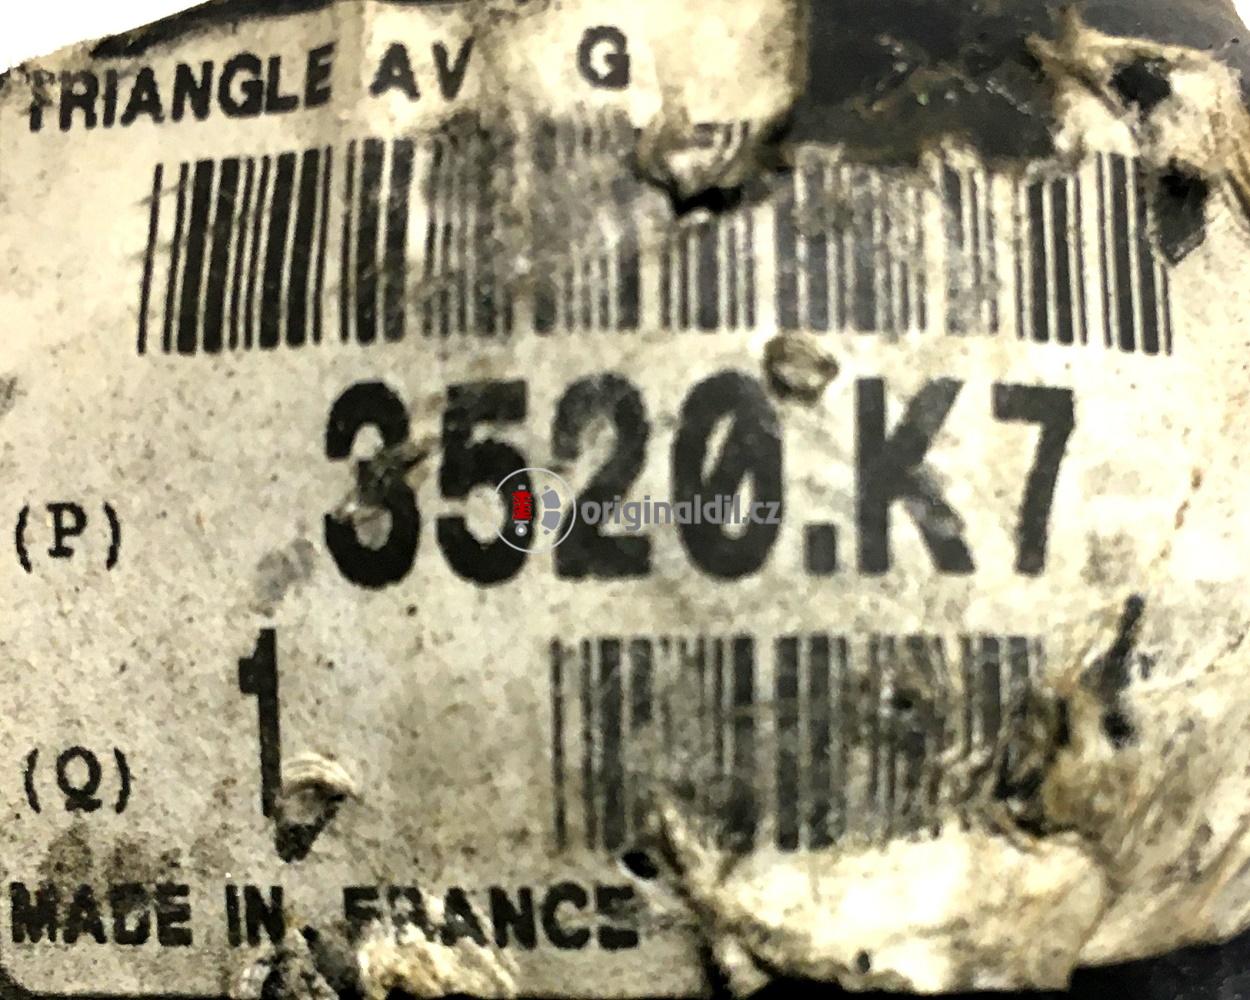 TRIANGLE AV G
(P) 3520.K7
originaldil.cz
(Q) 1
MADE IN FRANCE